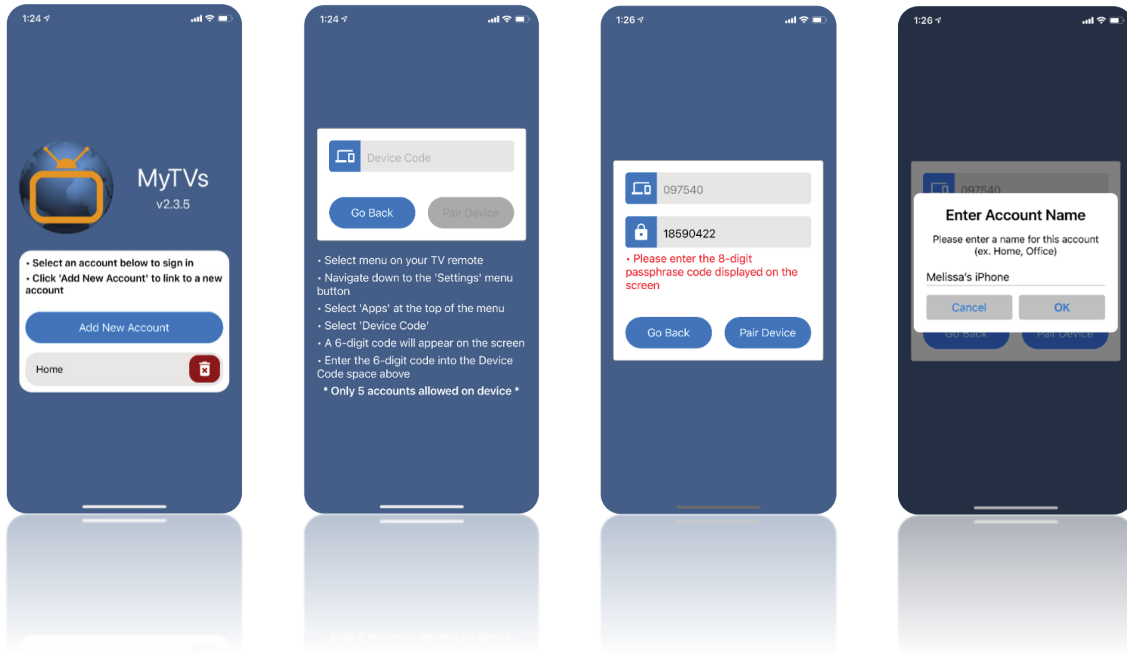 1:24
MyTVs
v2.3.5
• Select an account below to sign in
• Click 'Add New Account' to link to a new
account
Add New Account
Home
1:24
Device Code
Go Back
Pair Device
• Select menu on your TV remote
• Navigate down to the 'Settings' menu
button
• Select 'Apps' at the top of the menu
• Select 'Device Code'
• A 6-digit code will appear on the screen
• Enter the 6-digit code into the Device
Code space above
* Only 5 accounts allowed on device *
1:26
097540
18590422
• Please enter the 8-digit
passphrase code displayed on the
screen
Go Back
Pair Device
1:26
097540
Enter Account Name
Please enter a name for this account
(ex. Home, Office)
Melissa's iPhone
Cancel
OK
Go Back
Pair Device